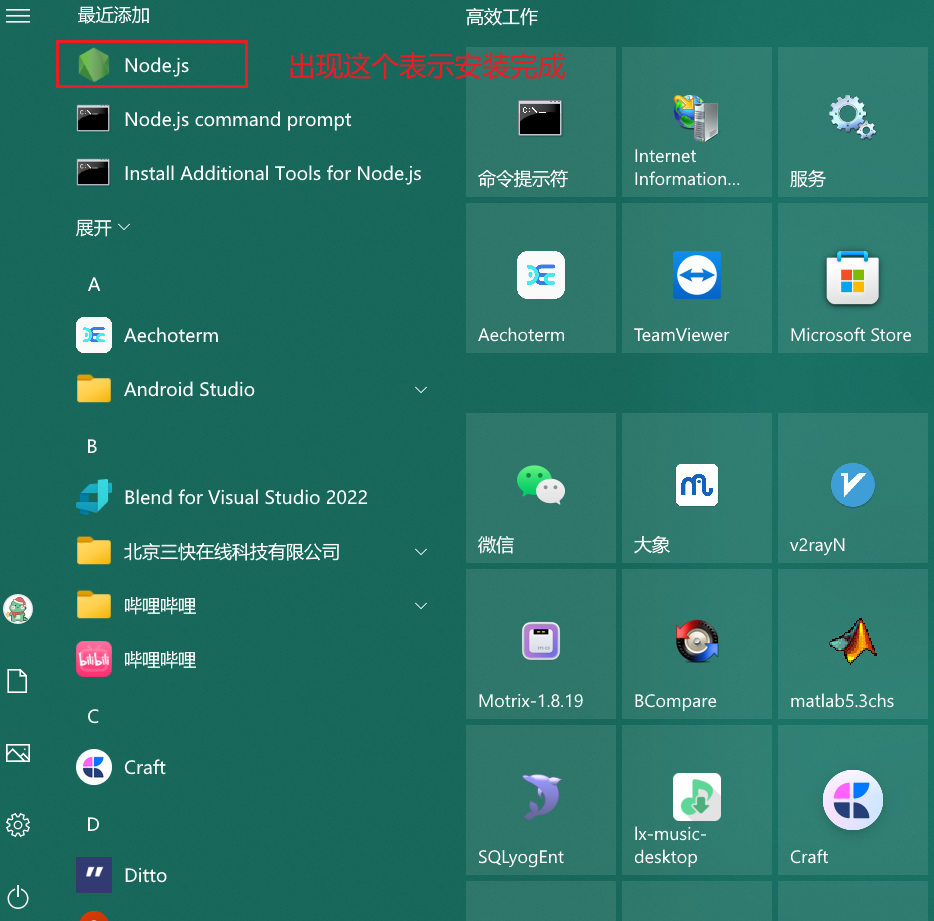 最近添加
Node.js
Node.js command prompt
Install Additional Tools for Node.js
展开
A
Aechoterm
Android Studio
B
Blend for Visual Studio 2022
北京三快在线科技有限公司
哔哩哔哩
bilibili
哔哩哔哩
C
Craft
D
Ditto
高效工作
出现这个表示安装完成
C:\>_
命令提示符
Internet
Information...
服务
Aechoterm
TeamViewer
Microsoft Store
微信
大象
v2rayN
Motrix-1.8.19
BCompare
matlab5.3chs
SQLyogEnt
lx-music-
desktop
Craft